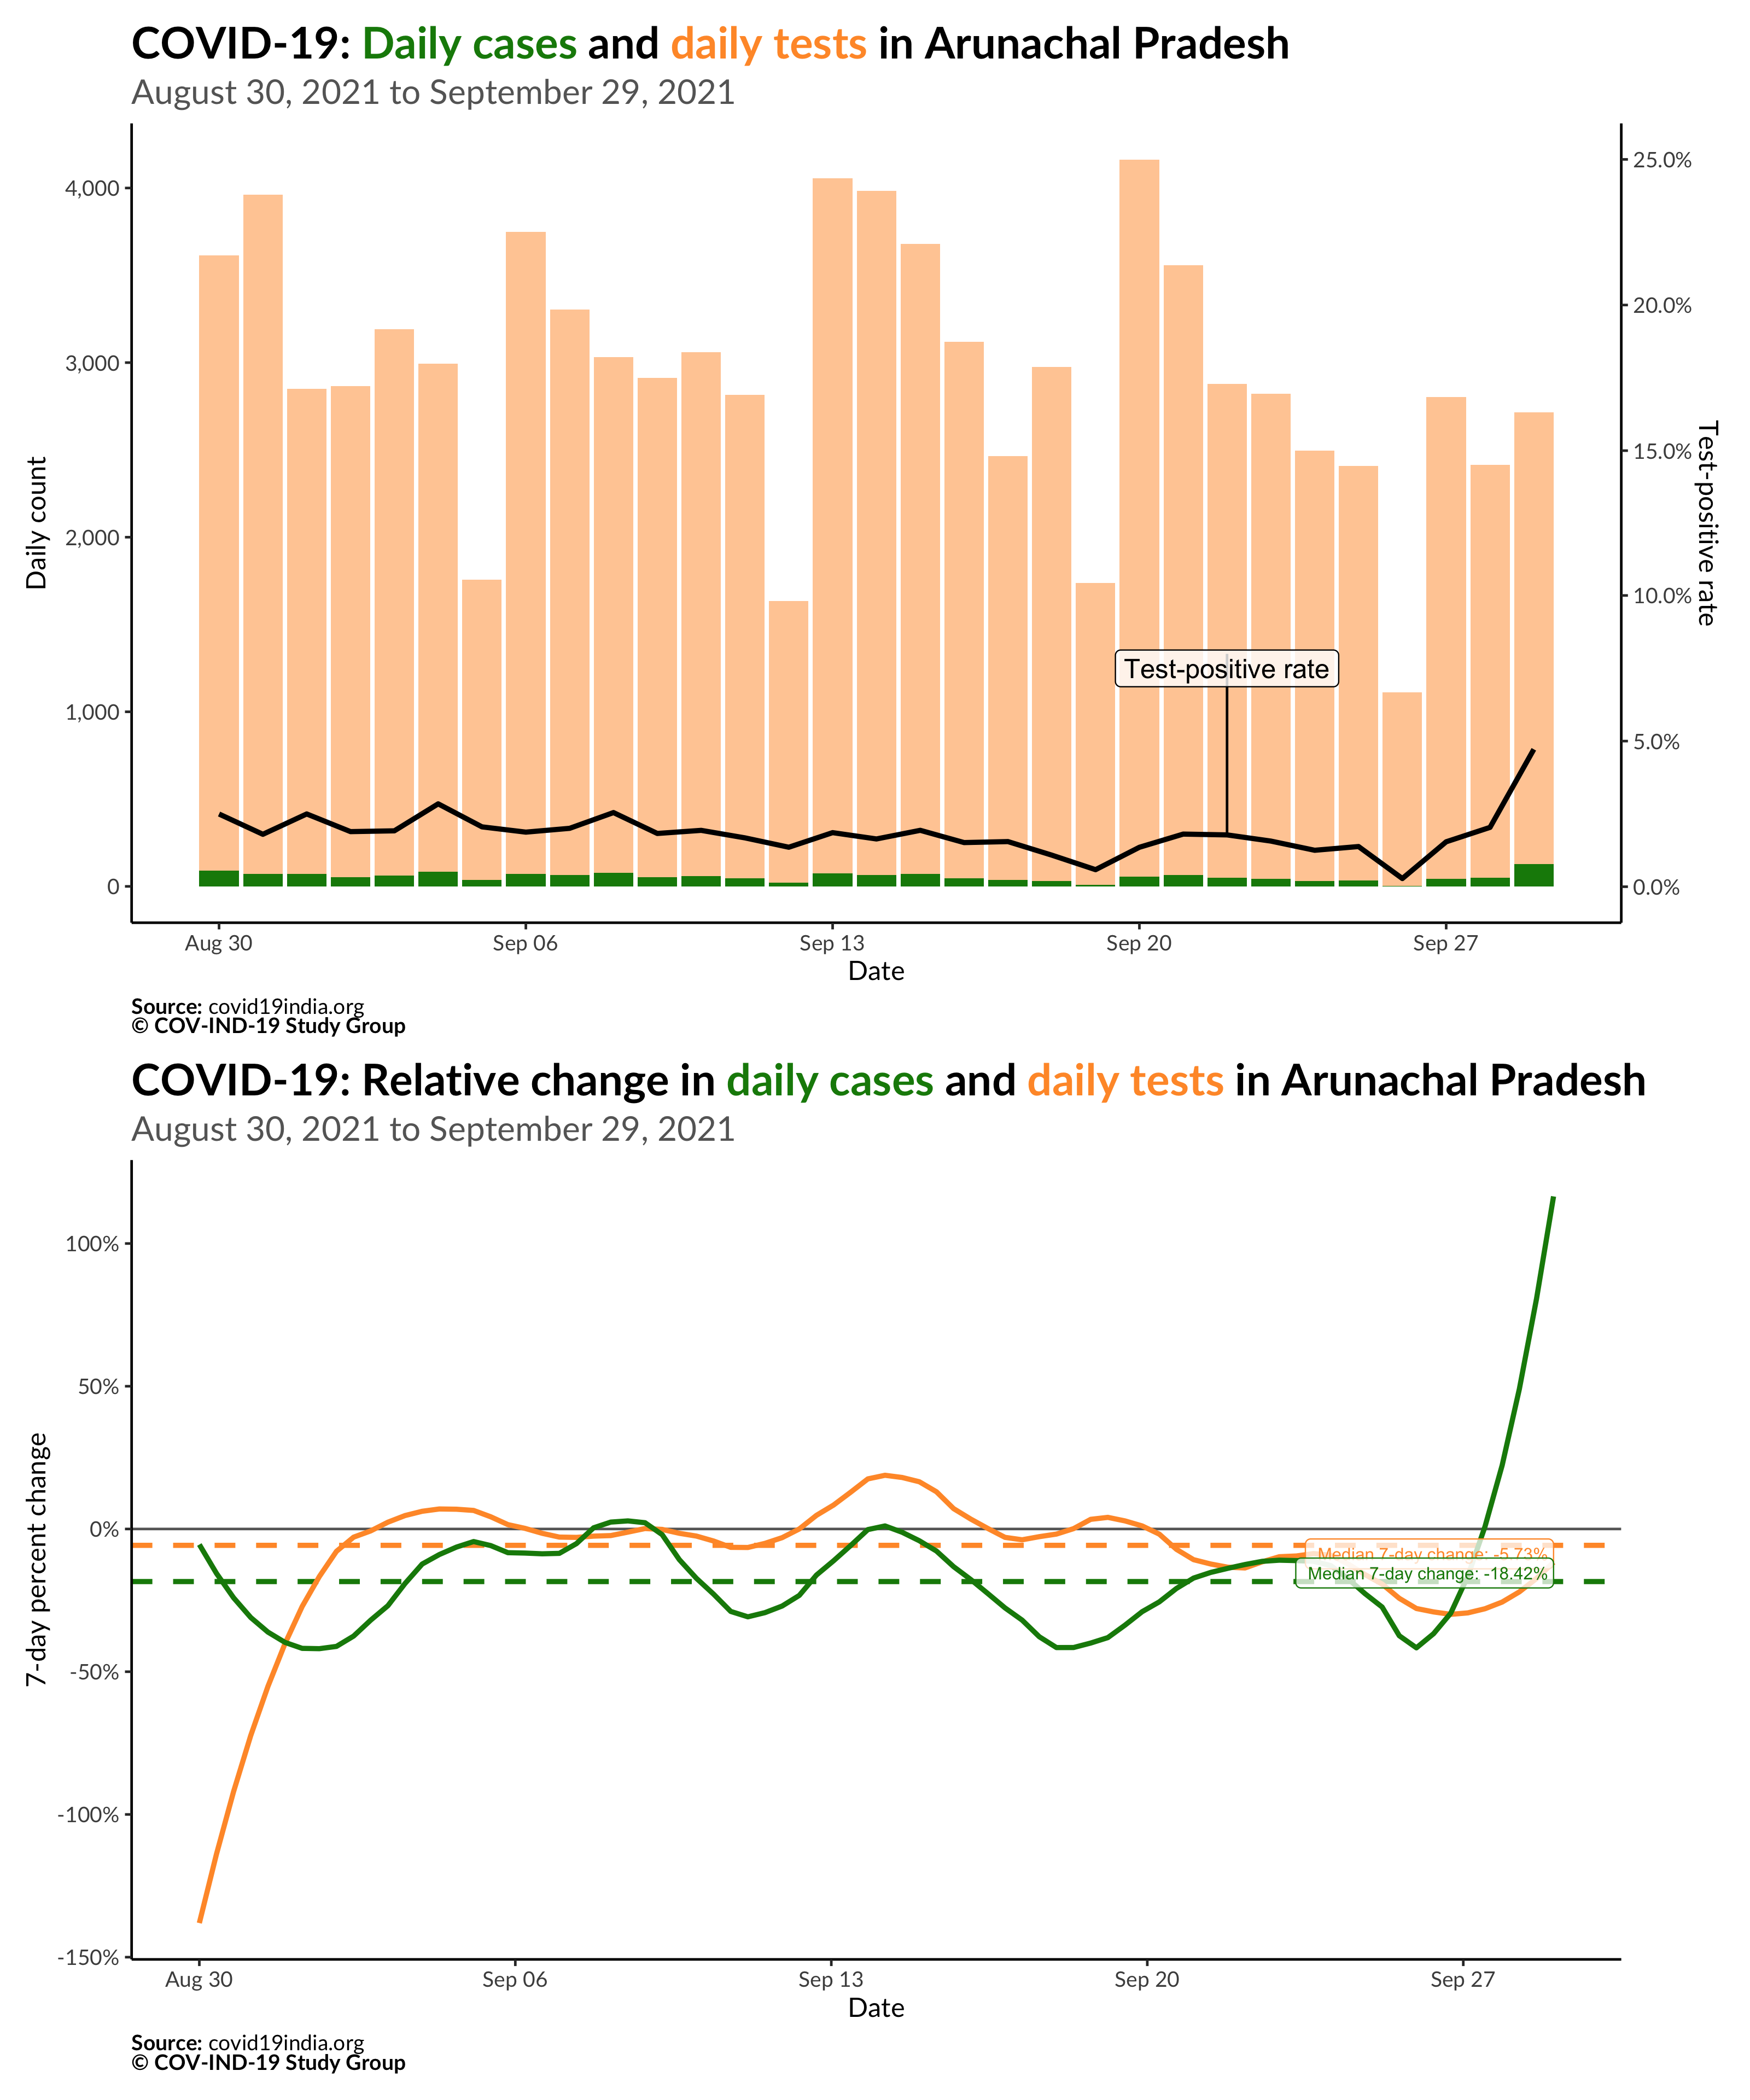 COVID-19: Daily cases and daily tests in Arunachal Pradesh
August 30, 2021 to September 29, 2021
Daily count
4,000
3,000
2,000
1,000
0
25.0%
20.0%
15.0%
10.0%
5.0%
0.0%
Test-positive rate
Test-positive rate
Aug 30
Sep 06
Sep 13
Sep 20
Sep 27
Date
Source: covid19india.org
© COV-IND-19 Study Group
COVID-19: Relative change in daily cases and daily tests in Arunachal Pradesh
August 30, 2021 to September 29, 2021
7-day percent change
100%
50%
0%
-50%
-100%
-150%
Median 7-day change: -5.73%
Median 7-day change: -18.42%
Aug 30
Sep 06
Sep 13
Sep 20
Sep 27
Date
Source: covid19india.org
© COV-IND-19 Study Group